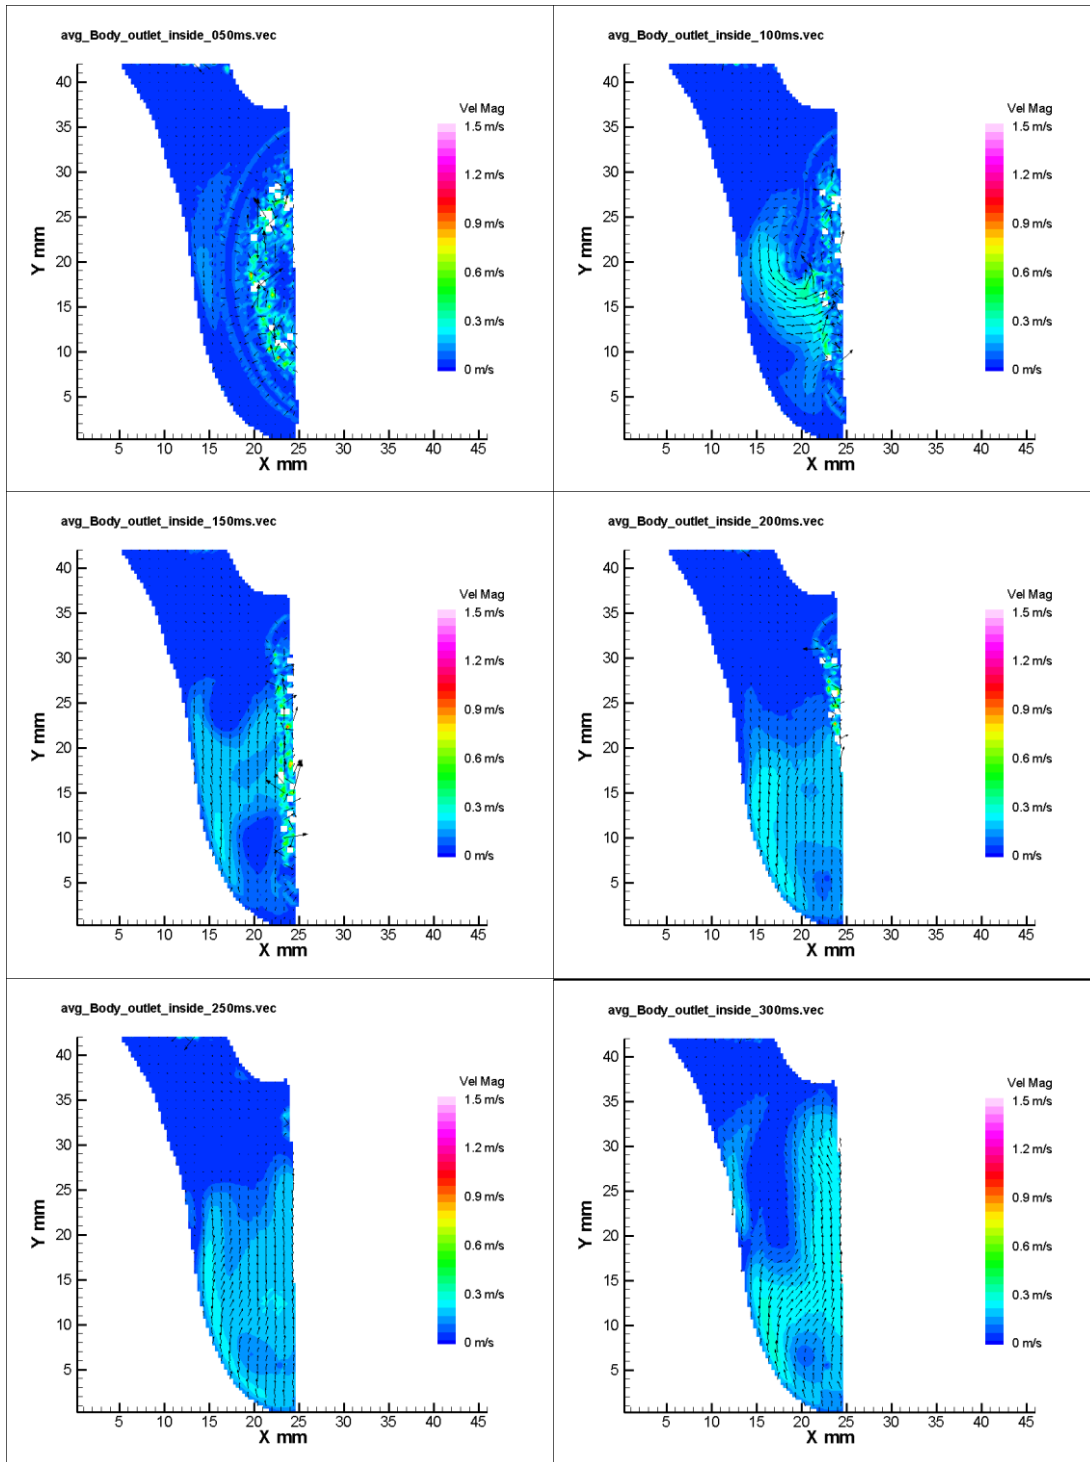 avg_Body_outlet_inside_050ms.vec
Vel Mag
1.5 m/s
1.2 m/s
0.9 m/s
0.6 m/s
0.3 m/s
0 m/s
Y mm
40
35
30
25
20
15
10
5
5 10 15 20 25 30 35 40 45
X mm
avg_Body_outlet_inside_100ms.vec
Vel Mag
1.5 m/s
1.2 m/s
0.9 m/s
0.6 m/s
0.3 m/s
0 m/s
Y mm
40
35
30
25
20
15
10
5
5 10 15 20 25 30 35 40 45
X mm
avg_Body_outlet_inside_150ms.vec
Vel Mag
1.5 m/s
1.2 m/s
0.9 m/s
0.6 m/s
0.3 m/s
0 m/s
Y mm
40
35
30
25
20
15
10
5
5 10 15 20 25 30 35 40 45
X mm
avg_Body_outlet_inside_200ms.vec
Vel Mag
1.5 m/s
1.2 m/s
0.9 m/s
0.6 m/s
0.3 m/s
0 m/s
Y mm
40
35
30
25
20
15
10
5
5 10 15 20 25 30 35 40 45
X mm
avg_Body_outlet_inside_250ms.vec
Vel Mag
1.5 m/s
1.2 m/s
0.9 m/s
0.6 m/s
0.3 m/s
0 m/s
Y mm
40
35
30
25
20
15
10
5
5 10 15 20 25 30 35 40 45
X mm
avg_Body_outlet_inside_300ms.vec
Vel Mag
1.5 m/s
1.2 m/s
0.9 m/s
0.6 m/s
0.3 m/s
0 m/s
Y mm
40
35
30
25
20
15
10
5
5 10 15 20 25 30 35 40 45
X mm